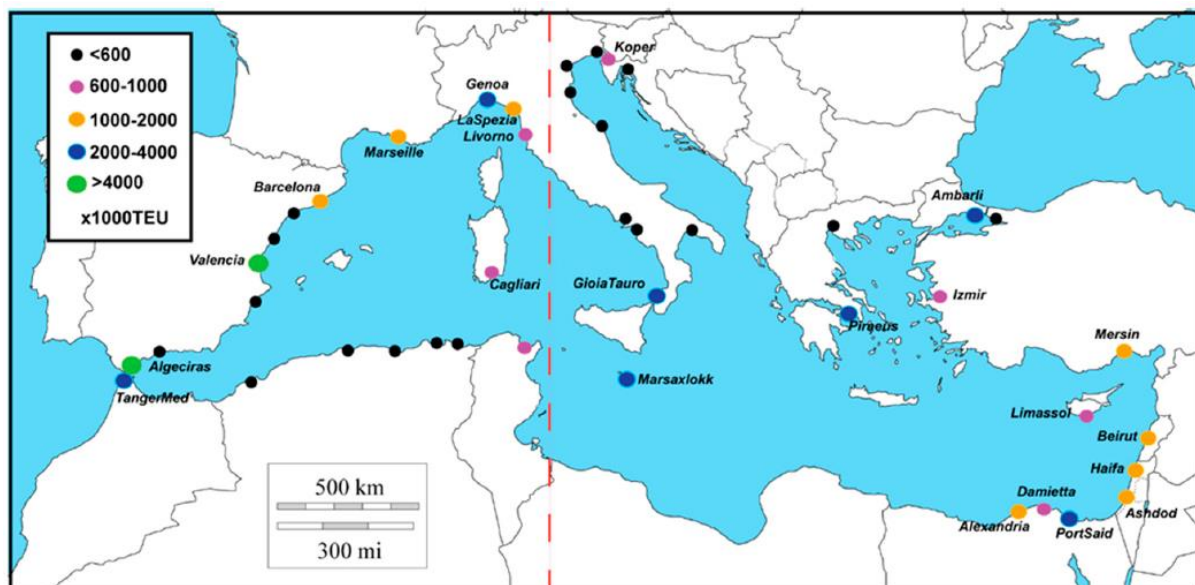 <600
600-1000
1000-2000
2000-4000
>4000
x1000TEU
Koper
Genoa
LaSpezia
Livorno
Marseille
Barcelona
Valencia
Cagliari
Algeciras
TangerMed
GioiaTauro
Marsaxlokk
Ambarli
Izmir
Pireus
Mersin
Limassol
Beirut
Haifa
Damietta
Ashdod
Alexandria
PortSaid
500 km
300 mi